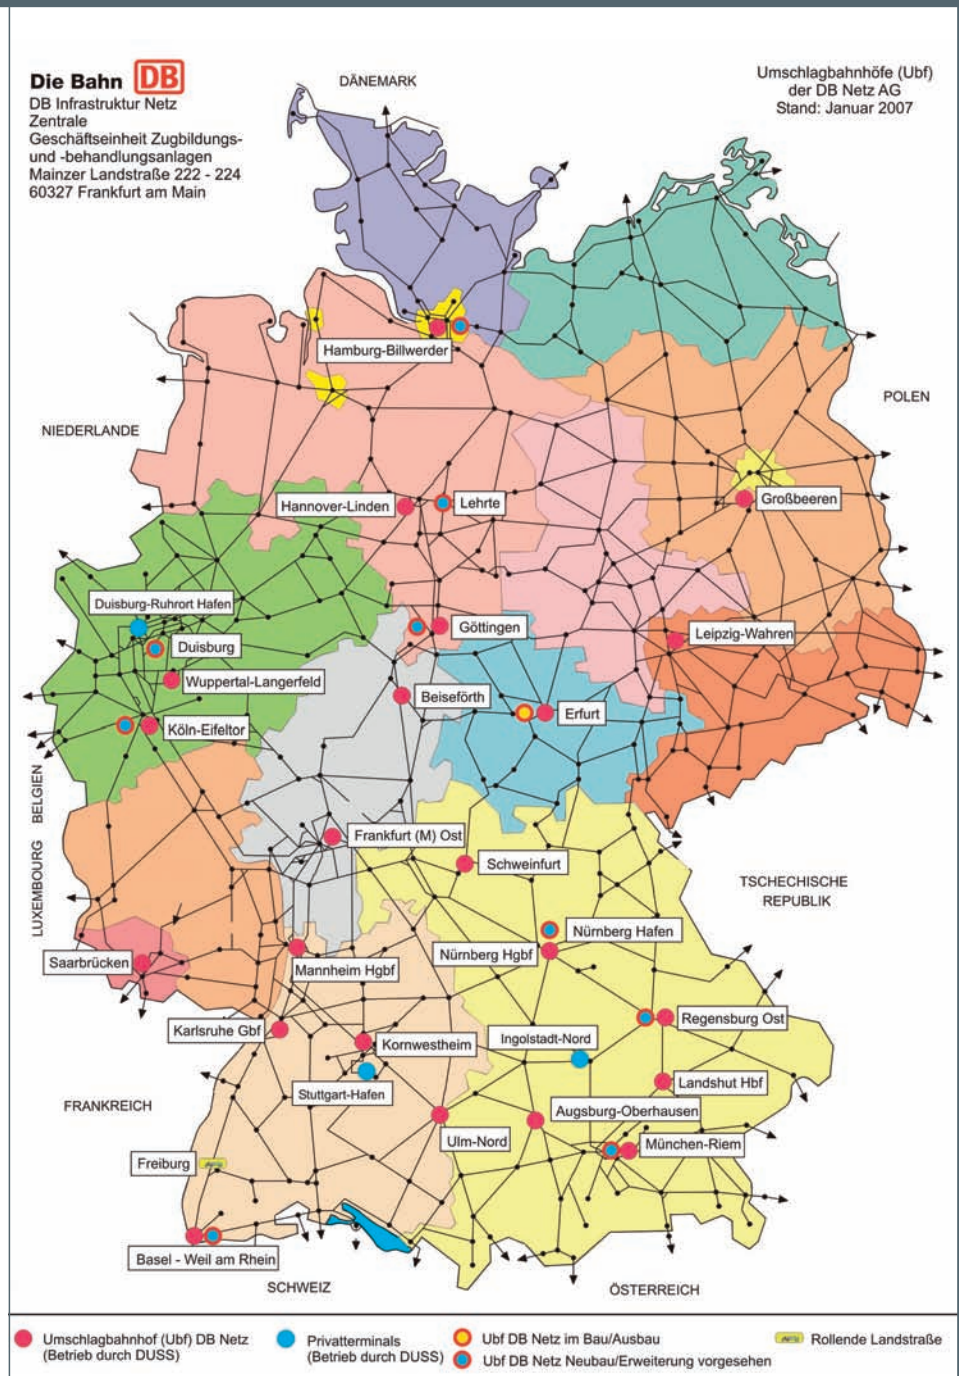 Die Bahn DB
DB Infrastruktur Netz
Zentrale
Geschäftseinheit Zugbildungs-
und -behandlungsanlagen
Mainzer Landstraße 222 - 224
60327 Frankfurt am Main
Umschlagbahnhöfe (Ubf)
der DB Netz AG
Stand: Januar 2007
DÄNEMARK
Hamburg-Billwerder
POLEN
NIEDERLANDE
Hannover-Linden
Lehrte
Großbeeren
Duisburg-Ruhrort Hafen
Göttingen
Leipzig-Wahren
Duisburg
Wuppertal-Langerfeld
Beiseförth
Erfurt
Köln-Eifeltor
BELGIEN
Frankfurt (M) Ost
Schweinfurt
LUXEMBOURG
TSCHECHISCHE
REPUBLIK
Nürnberg Hafen
Nürnberg Hgbf
Saarbrücken
Mannheim Hgbf
Regensburg Ost
Karlsruhe Gbf
Kornwestheim
Ingolstadt-Nord
Landshut Hbf
Stuttgart-Hafen
FRANKREICH
Augsburg-Oberhausen
Ulm-Nord
München-Riem
Freiburg
Basel - Weil am Rhein
SCHWEIZ
ÖSTERREICH
Umschlagbahnhof (Ubf) DB Netz
(Betrieb durch DUSS)
Privatterminals
(Betrieb durch DUSS)
Ubf DB Netz im Bau/Ausbau
Ubf DB Netz Neubau/Erweiterung vorgesehen
Rollende Landstraße